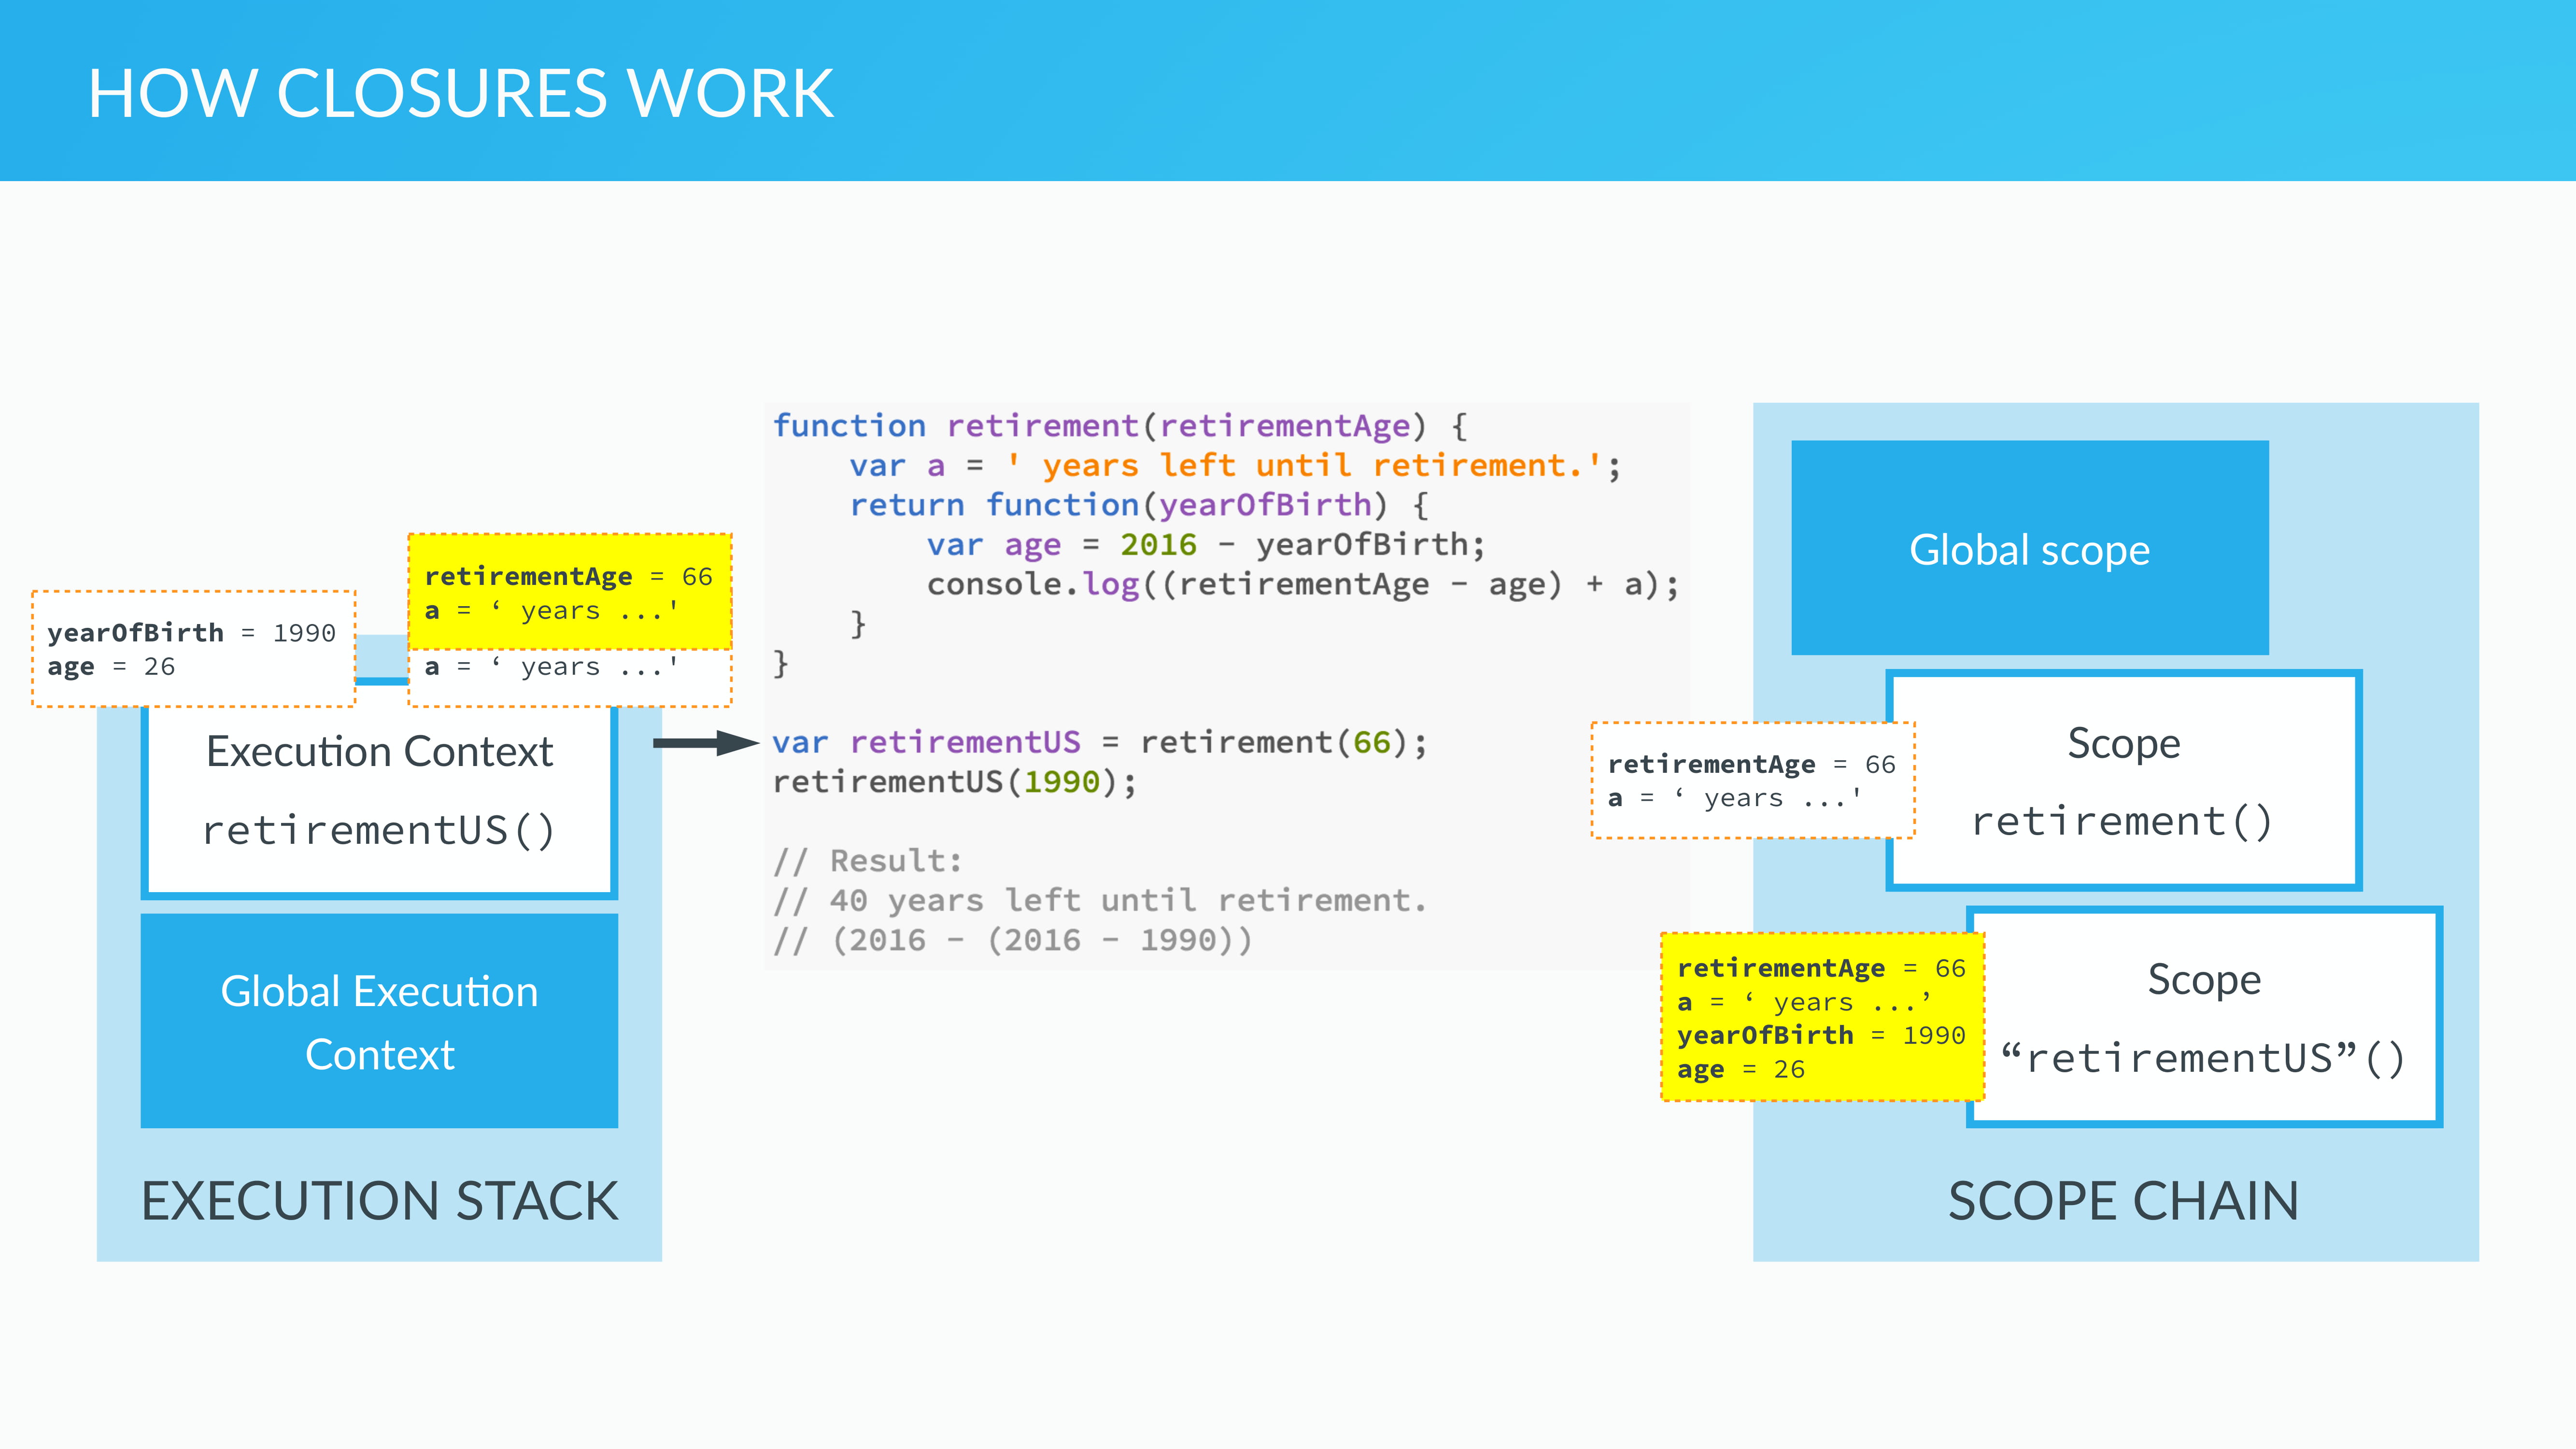 HOW CLOSURES WORK
yearOfBirth = 1990
age = 26
retirementAge = 66
a = ‘ years ...'
a = ‘ years ...'
Execution Context
retirementUS()
Global Execution
Context
EXECUTION STACK
function retirement(retirementAge) {
    var a = ' years left until retirement.';
    return function(yearOfBirth) {
        var age = 2016 - yearOfBirth;
        console.log((retirementAge - age) + a);
    }
}
var retirementUS = retirement(66);
retirementUS(1990);
// Result:
// 40 years left until retirement.
// (2016 - (2016 - 1990))
Global scope
retirementAge = 66
a = ‘ years ...'
Scope
retirement()
retirementAge = 66
a = ‘ years ...’
yearOfBirth = 1990
age = 26
Scope
“retirementUS”()
SCOPE CHAIN